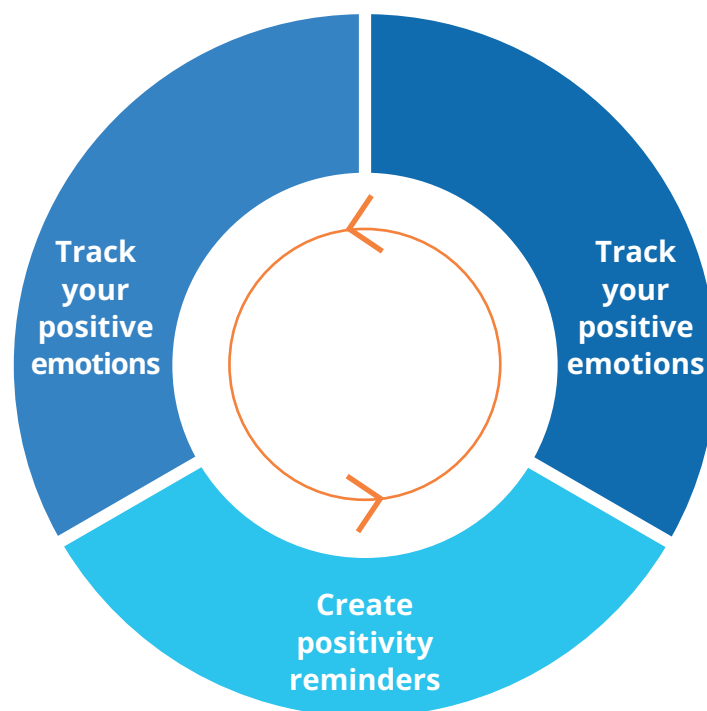 Track
your
positive
emotions
Track
your
positive
emotions
Create
positivity
reminders